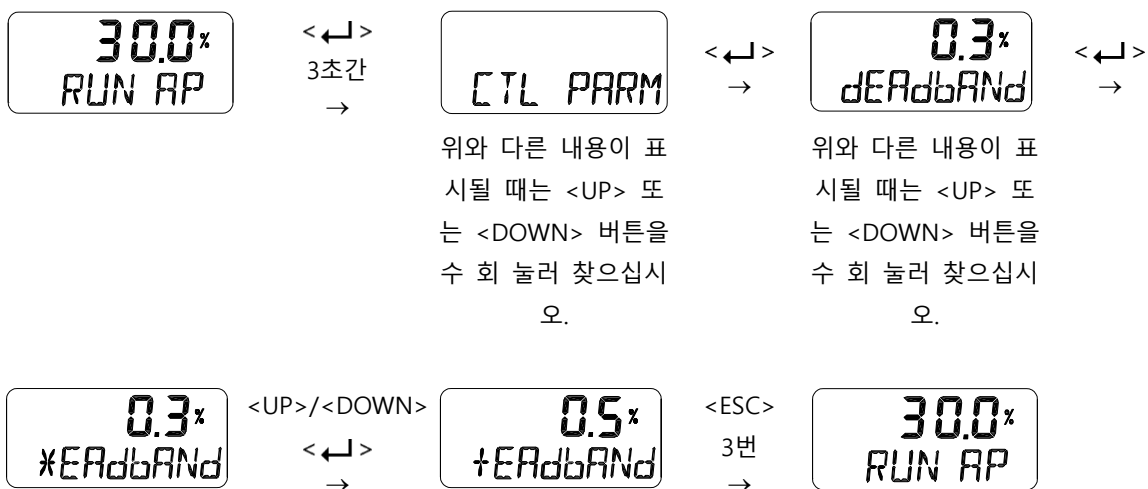 30.0%
RUN AP
<↵>
3초간
→
CTL PARM
<↵>
→
0.3%
dEAdbANd
<↵>
→
위와 다른 내용이 표
시될 때는 <UP> 또
는 <DOWN> 버튼을
수 회 눌러 찾으십시
오.
위와 다른 내용이 표
시될 때는 <UP> 또
는 <DOWN> 버튼을
수 회 눌러 찾으십시
오.
0.3%
*EAdbANd
<UP>/<DOWN>
<↵>
→
0.5%
+EAdbANd
<ESC>
3번
→
30.0%
RUN AP